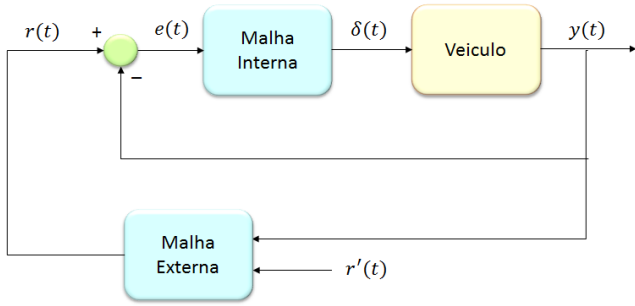 r(t)
+
−
e(t)
Malha
Interna
δ(t)
Veiculo
y(t)
Malha
Externa
r′(t)